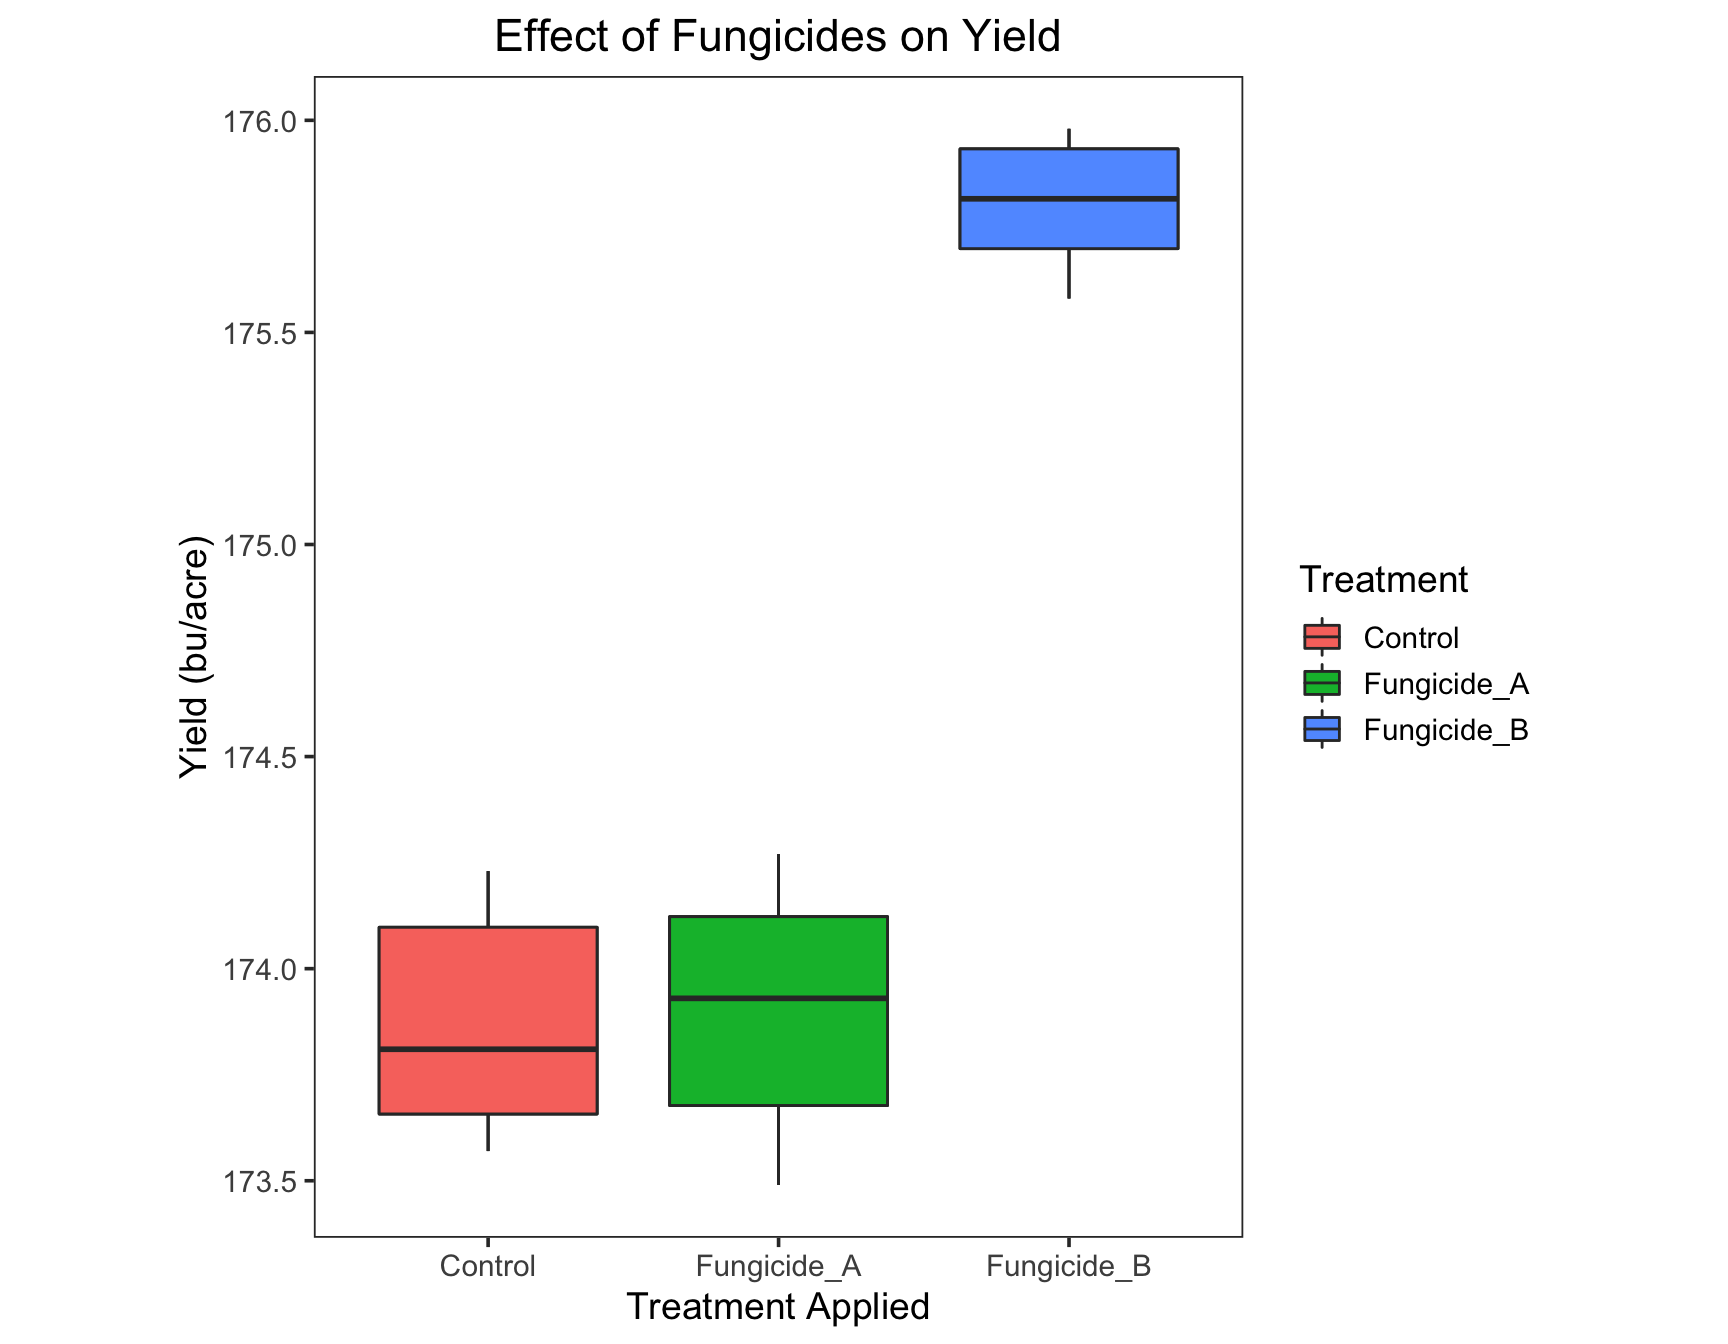 Effect of Fungicides on Yield
Yield (bu/acre)
176.0
175.5
175.0
174.5
174.0
173.5
Control
Fungicide_A
Fungicide_B
Treatment Applied
Treatment
Control
Fungicide_A
Fungicide_B